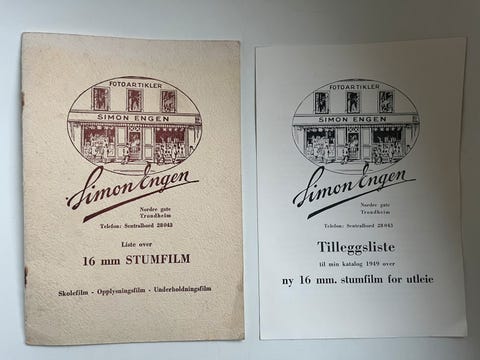 FOTOARTIKLER
SIMON ENGEN
Simon Engen
Nordre gate
Trondheim
Telefon: Sentralbord 28043
Liste over
16 mm STUMFILM
Skolefilm - Opplysningsfilm - Underholdningsfilm
FOTOARTIKLER
SIMON ENGEN
Simon Engen
Nordre gate
Trondheim
Telefon: Sentralbord 28043
Tilleggsliste
til min katalog 1949 over
ny 16 mm. stumfilm for utleie